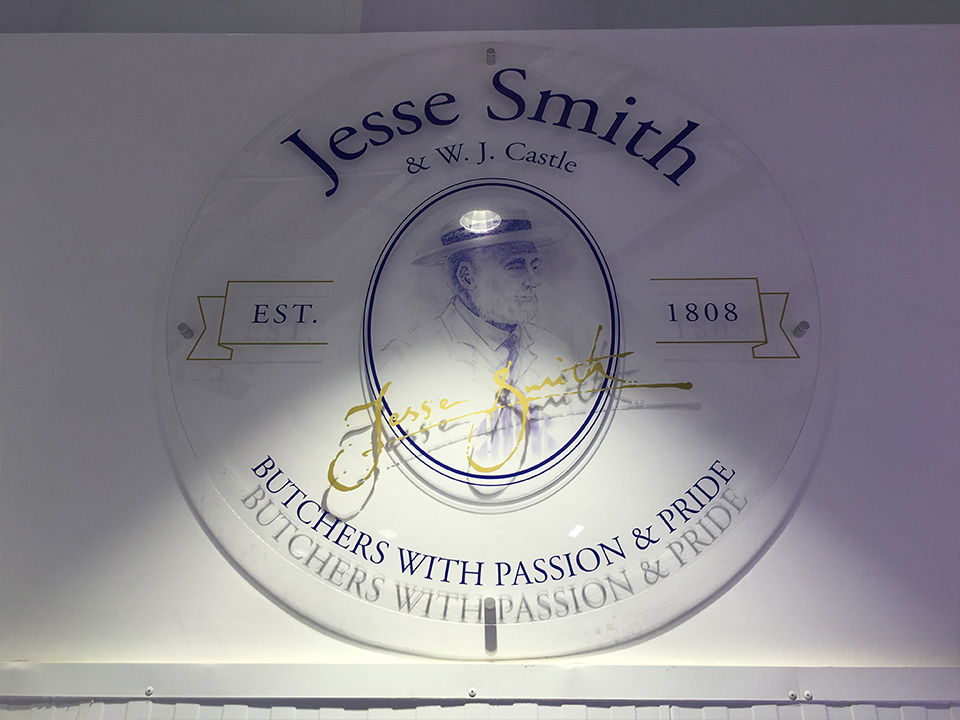 Jesse Smith
& W. J. Castle
EST.
1808
Jesse Smith
BUTCHERS WITH PASSION & PRIDE